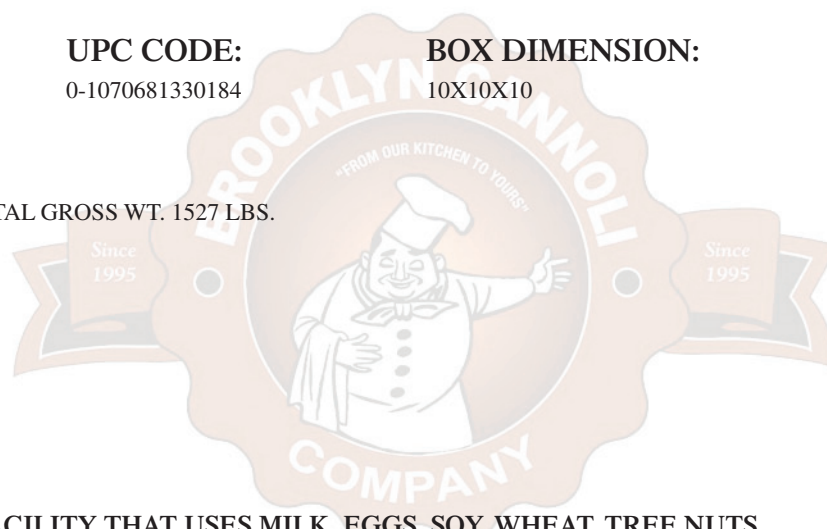 UPC CODE: BOX DIMENSION:
0-1070681330184 10X10X10
BROOKLYN CANNOLI
"FROM OUR KITCHEN TO YOURS"
TAL GROSS WT. 1527 LBS.
Since Since
1995 1995
COMPANY
CILITY THAT USES MILK, EGGS, SOY, WHEAT, TREE NUTS